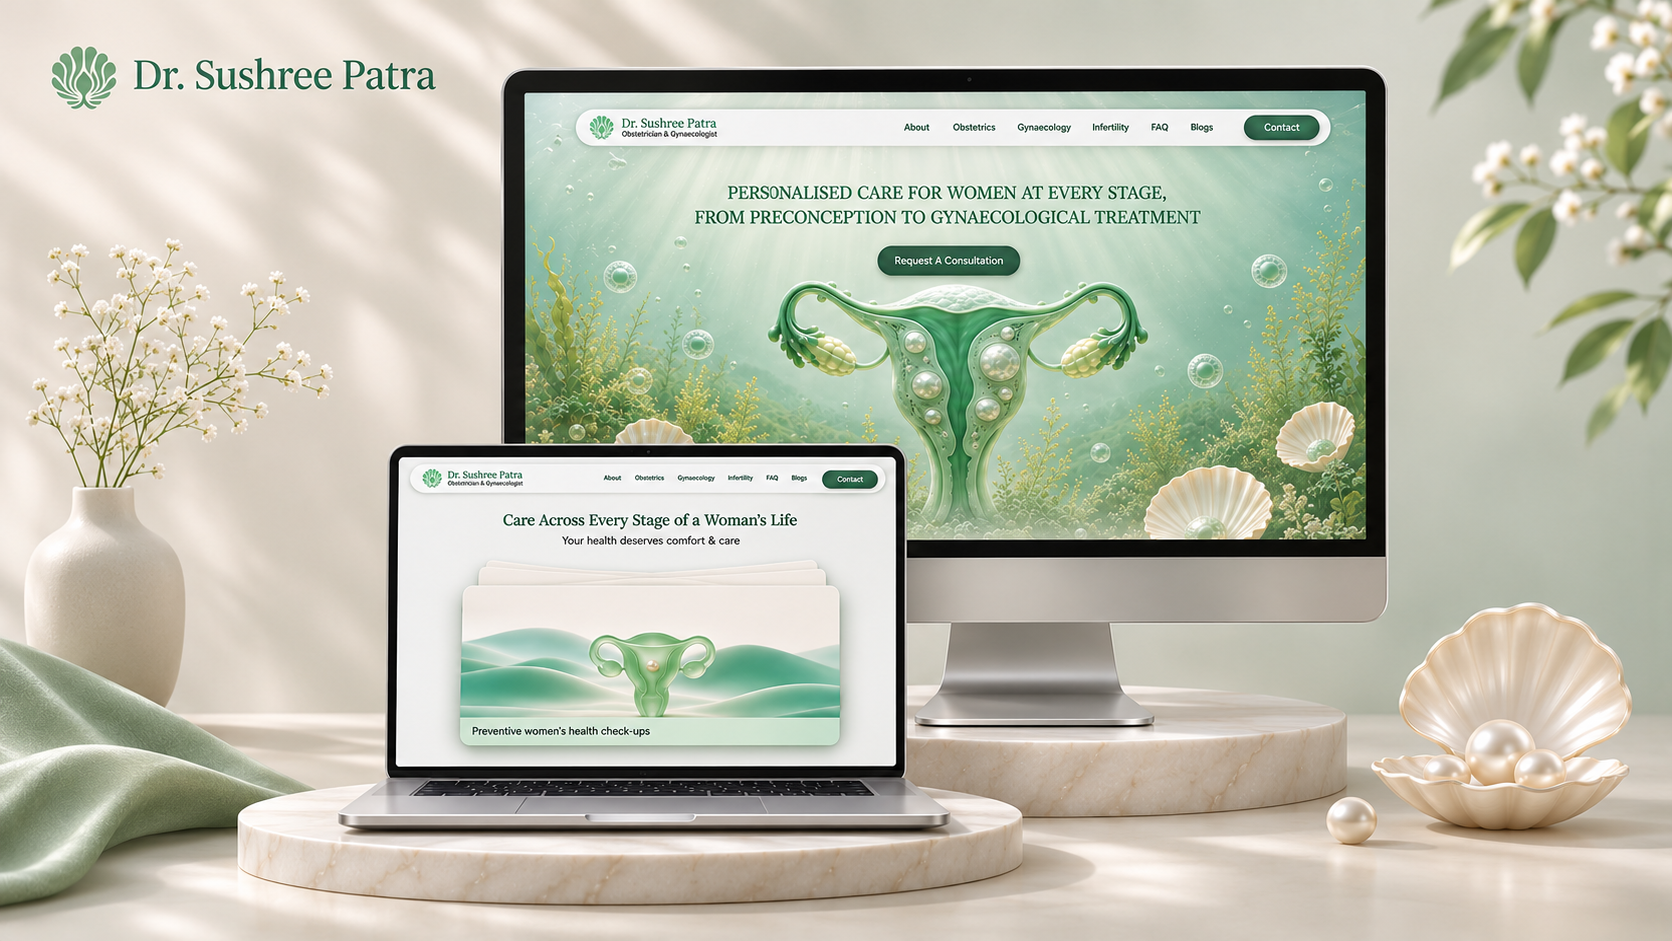 Dr. Sushree Patra
Dr. Sushree Patra
Obstetrician & Gynaecologist
About Obstetrics Gynaecology Infertility FAQ Blogs Contact
PERSONALISED CARE FOR WOMEN AT EVERY STAGE,
FROM PRECONCEPTION TO GYNAECOLOGICAL TREATMENT
Request A Consultation
Dr. Sushree Patra
Obstetrician & Gynaecologist
About Obstetrics Gynaecology Infertility FAQ Blogs Contact
Care Across Every Stage of a Woman's Life
Your health deserves comfort & care
Preventive women's health check-ups